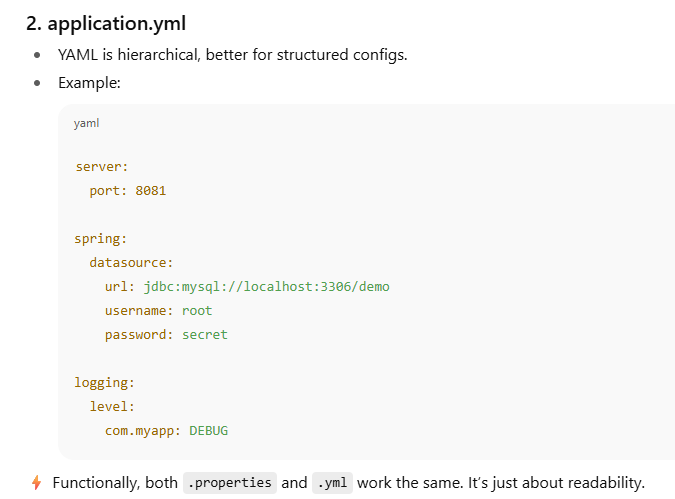 2. application.yml
• YAML is hierarchical, better for structured configs.
• Example:
yaml
server:
  port: 8081
spring:
  datasource:
    url: jdbc:mysql://localhost:3306/demo
    username: root
    password: secret
logging:
  level:
    com.myapp: DEBUG
⚡ Functionally, both .properties and .yml work the same. It’s just about readability.